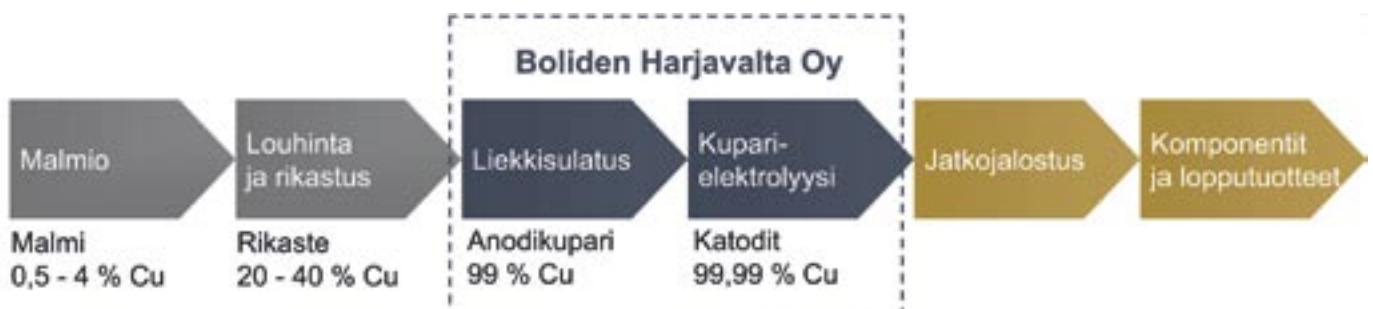 Boliden Harjavalta Oy
Malmio
Louhinta
ja rikastus
Liekkisulatus
Kupari-
elektrolyysi
Jatkojalostus
Komponentit
ja lopputuotteet
Malmi
0,5 - 4 % Cu
Rikaste
20 - 40 % Cu
Anodikupari
99 % Cu
Katodit
99,99 % Cu